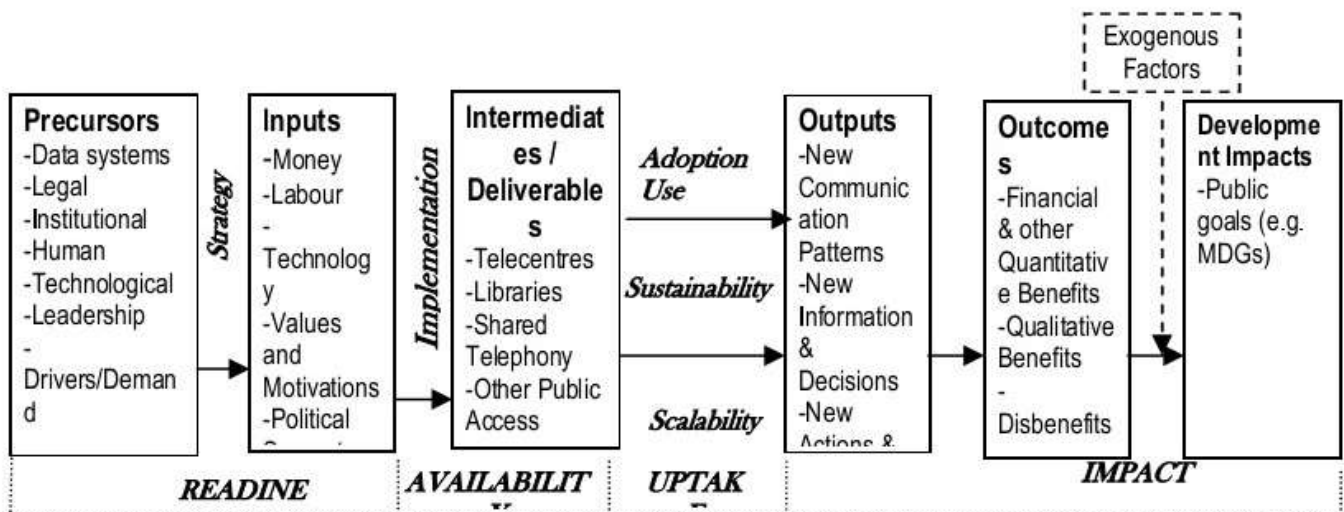 Exogenous
Factors
Precursors
-Data systems
-Legal
-Institutional
-Human
-Technological
-Leadership
-
Drivers/Deman
d
Strategy
Inputs
-Money
-Labour
-
Technolog
y
-Values
and
Motivations
-Political
Implementation
Intermediat
es /
Deliverable
s
-Telecentres
-Libraries
-Shared
Telephony
-Other Public
Access
Adoption
Use
Sustainability
Scalability
Outputs
-New
Communic
ation
Patterns
-New
Information
&
Decisions
-New
Actions &
Outcome
s
-Financial
& other
Quantitativ
e Benefits
-Qualitative
Benefits
-
Disbenefits
Developme
nt Impacts
-Public
goals (e.g.
MDGs)
READINE
AVAILABILIT
UPTAK
IMPACT